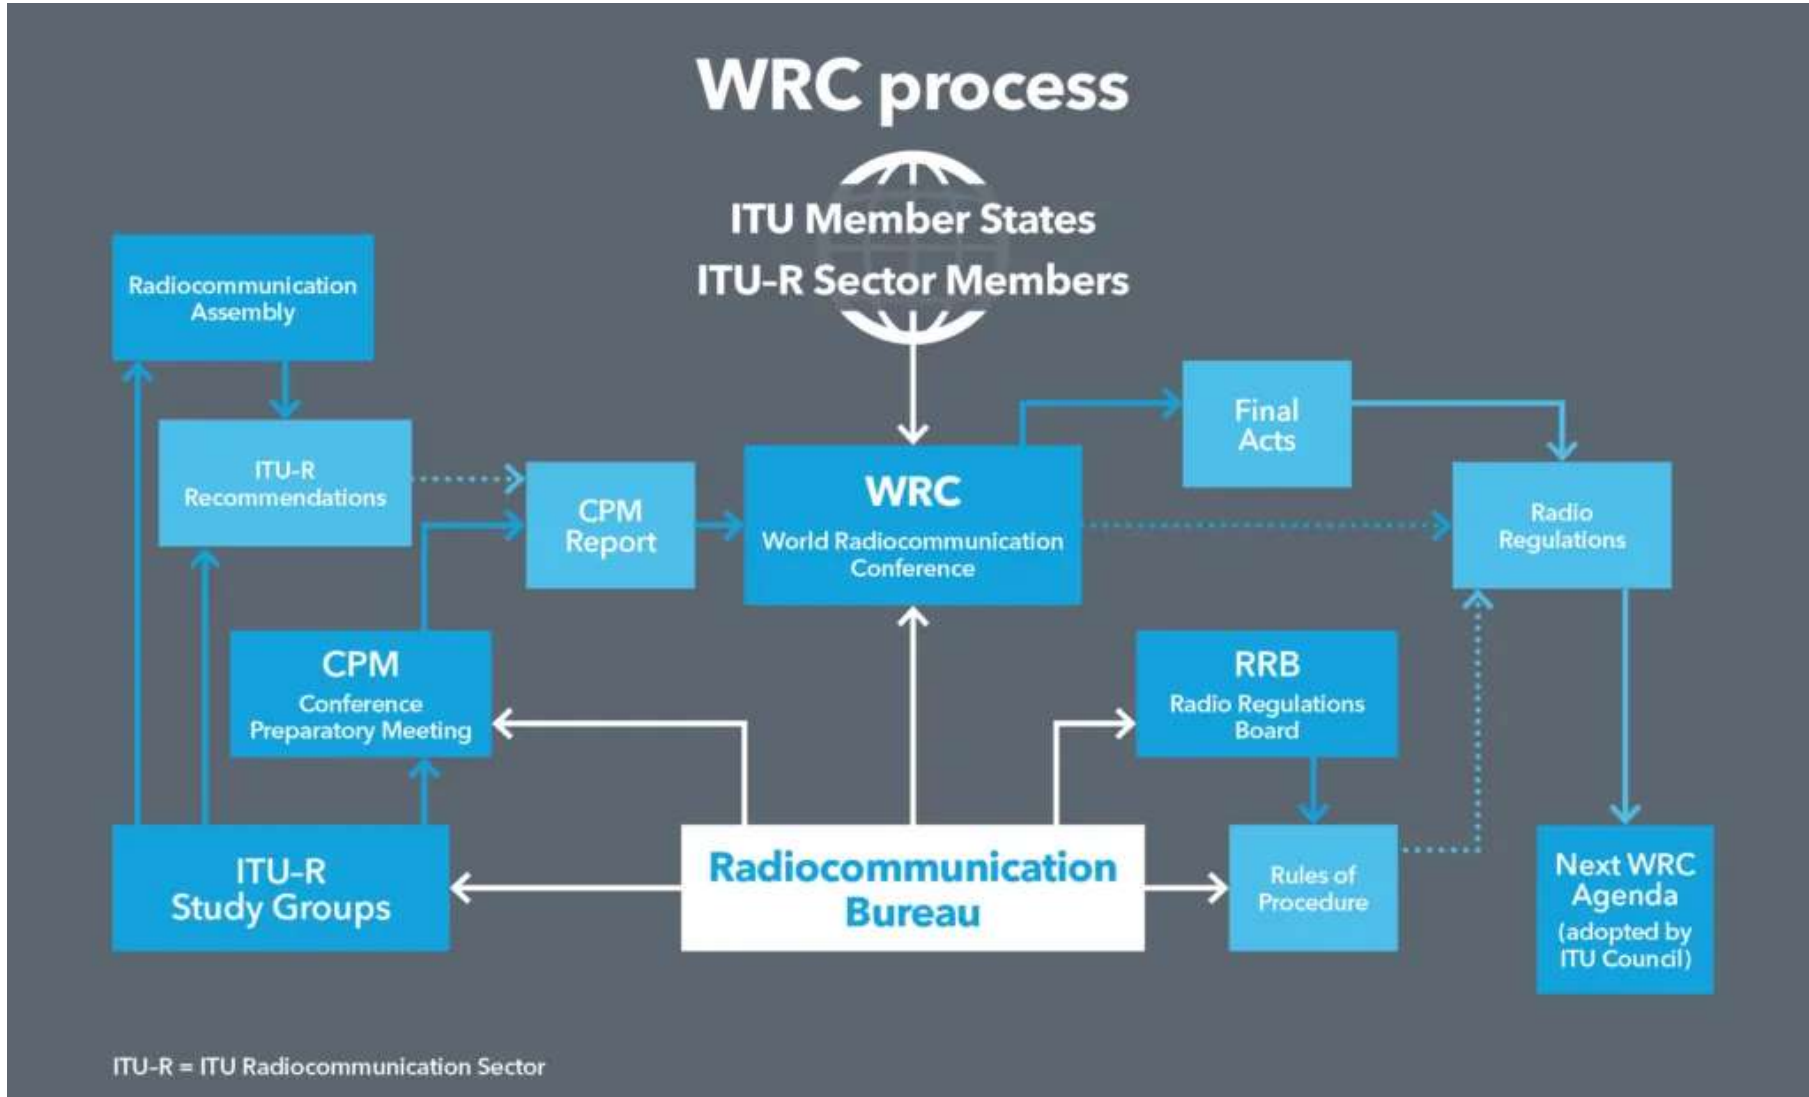 WRC process
ITU Member States
ITU-R Sector Members
Radiocommunication
Assembly
ITU-R
Recommendations
CPM
Report
WRC
World Radiocommunication
Conference
Final
Acts
Radio
Regulations
CPM
Conference
Preparatory Meeting
RRB
Radio Regulations
Board
ITU-R
Study Groups
Radiocommunication
Bureau
Rules of
Procedure
Next WRC
Agenda
(adopted by
ITU Council)
ITU-R = ITU Radiocommunication Sector